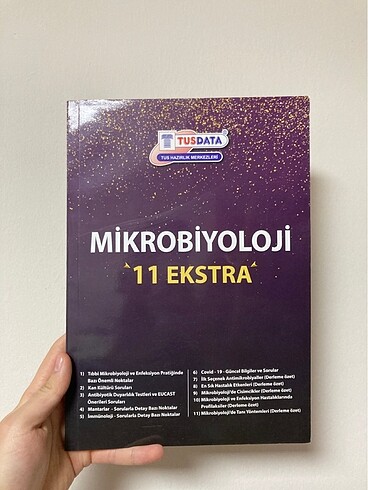 TUSDATA
TUS HAZIRLIK MERKEZLERİ
MİKROBİYOLOJİ
11 EKSTRA
1) Tıbbi Mikrobiyoloji ve Enfeksiyon Pratiğinde
Bazı Önemli Noktalar
2) Kan Kültürü Soruları
3) Antibiyotik Duyarlılık Testleri ve EUCAST
Önerileri Soruları
4) Mantarlar - Sorularla Detay Bazı Noktalar
5) İmmünoloji - Sorularla Detay Bazı Noktalar
6) Covid - 19 - Güncel Bilgiler ve Sorular
7) İlk Seçenek Antimikrobiyaller (Derleme özet)
8) En Sık Hastalık Etkenleri (Derleme özet)
9) Mikrobiyoloji'de Cisimcikler (Derleme özet)
10) Mikrobiyoloji ve Enfeksiyon Hastalıklarında
Profilaksiler (Derleme özet)
11) Mikrobiyoloji'de Tanı Yöntemleri (Derleme özet)